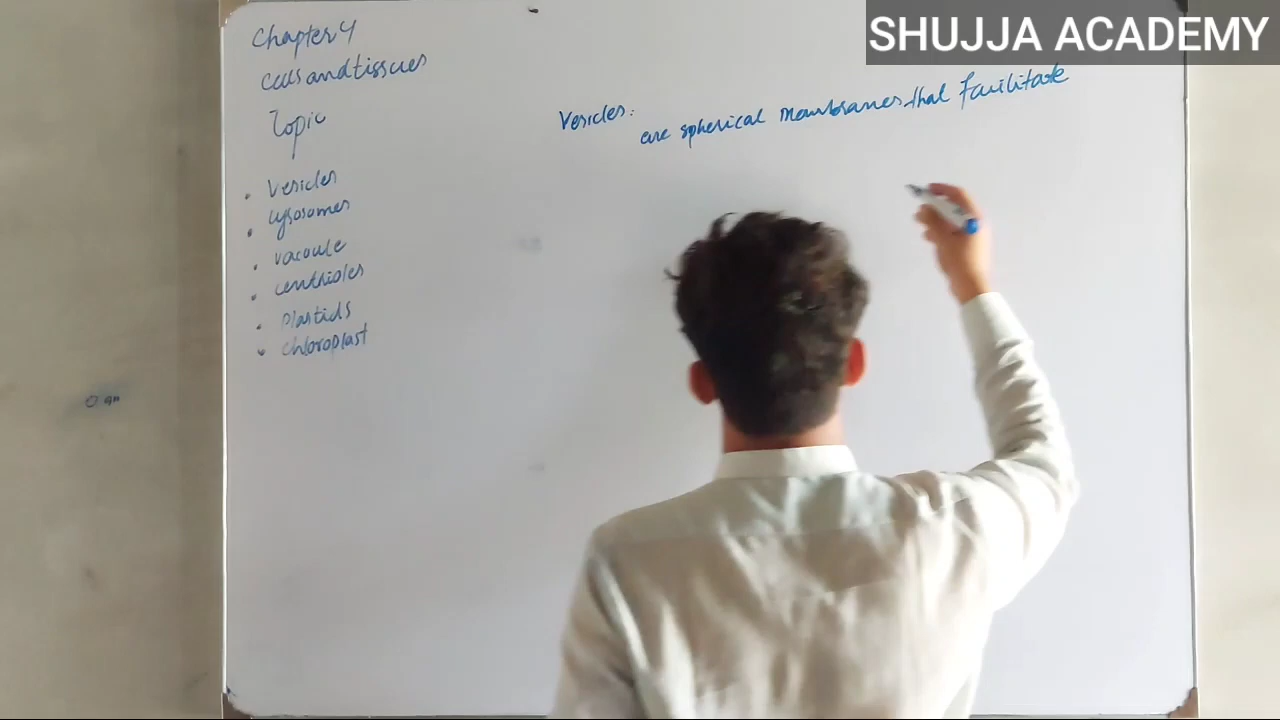 SHUJJA ACADEMY
Chapter 4
cells and tissues
Topic
• Vesicles
• lysosomes
• vacoule
• centrioles
• Plastids
• chloroplast
Vesicles:
are spherical membranes that facilitate